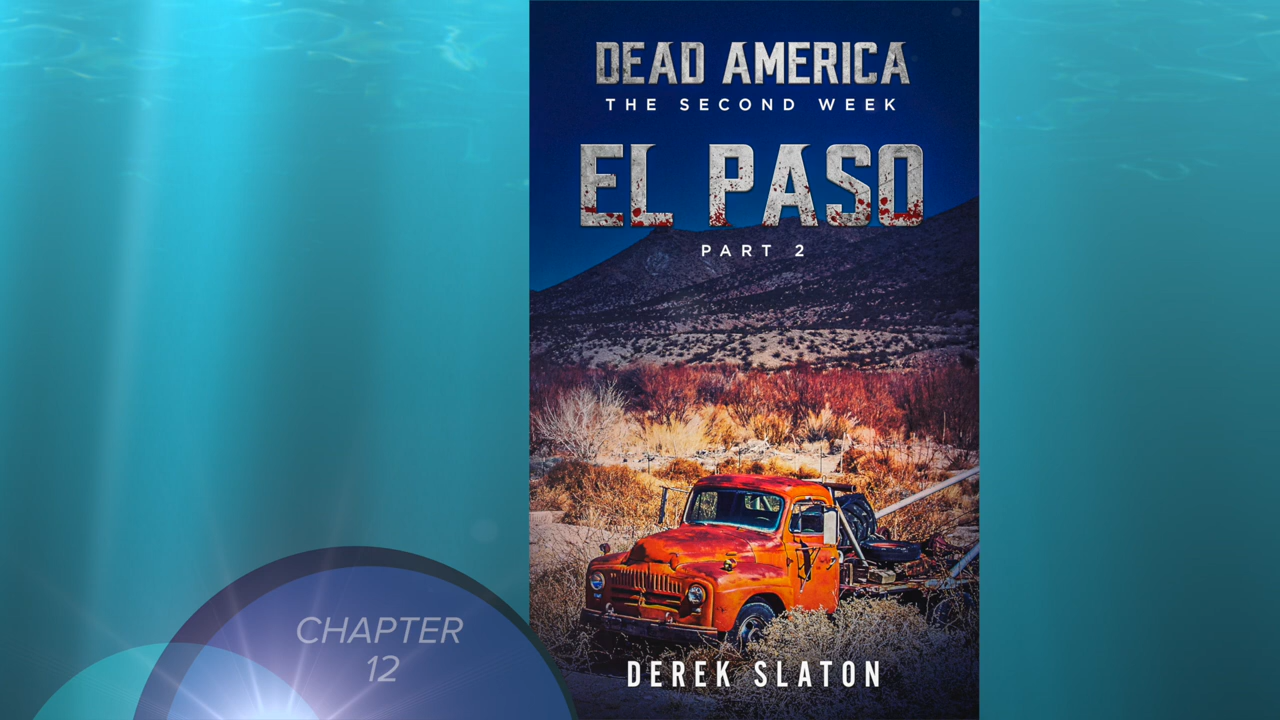 DEAD AMERICA
THE SECOND WEEK
EL PASO
PART 2
CHAPTER
12
DEREK SLATON